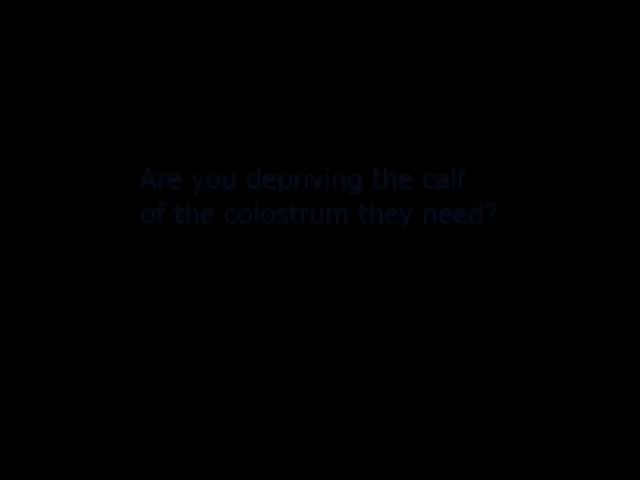 Are you depriving the calf
of the colostrum they need?